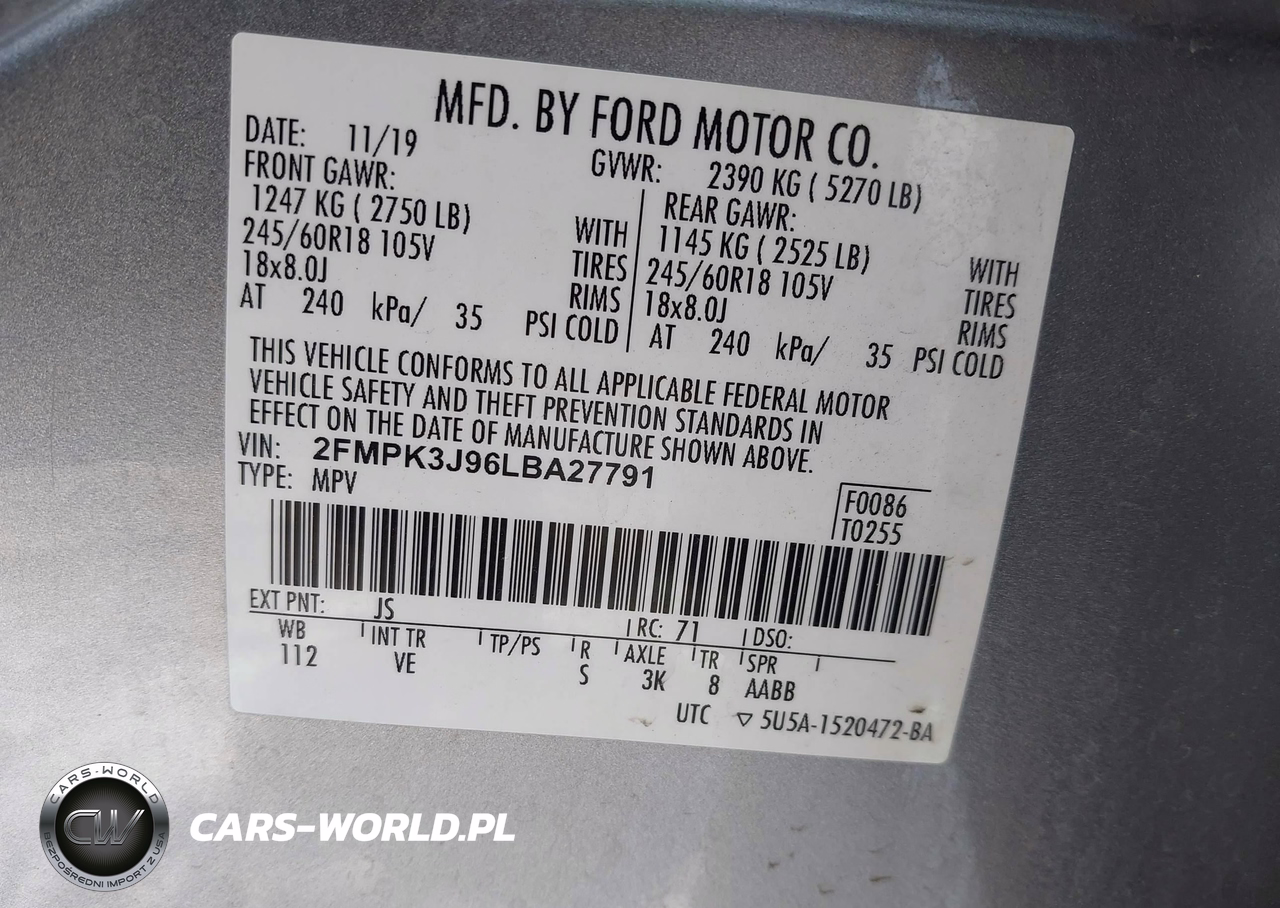 MFD. BY FORD MOTOR CO.
DATE: 11/19 GVWR: 2390 KG ( 5270 LB)
FRONT GAWR: REAR GAWR:
1247 KG ( 2750 LB) WITH 1145 KG ( 2525 LB) WITH
245/60R18 105V TIRES 245/60R18 105V TIRES
18x8.0J RIMS 18x8.0J RIMS
AT 240 kPa/ 35 PSI COLD AT 240 kPa/ 35 PSI COLD
THIS VEHICLE CONFORMS TO ALL APPLICABLE FEDERAL MOTOR
VEHICLE SAFETY AND THEFT PREVENTION STANDARDS IN
EFFECT ON THE DATE OF MANUFACTURE SHOWN ABOVE.
VIN: 2FMPK3J96LBA27791
TYPE: MPV
F0086
T0255
EXT PNT: JS RC: 71 DSO:
WB INT TR TP/PS R AXLE TR SPR
112 VE S 3K 8 AABB
UTC ▽ 5U5A-1520472-BA
CARS-WORLD
CW
BEZPOŚREDNI IMPORT Z USA
CARS-WORLD.PL